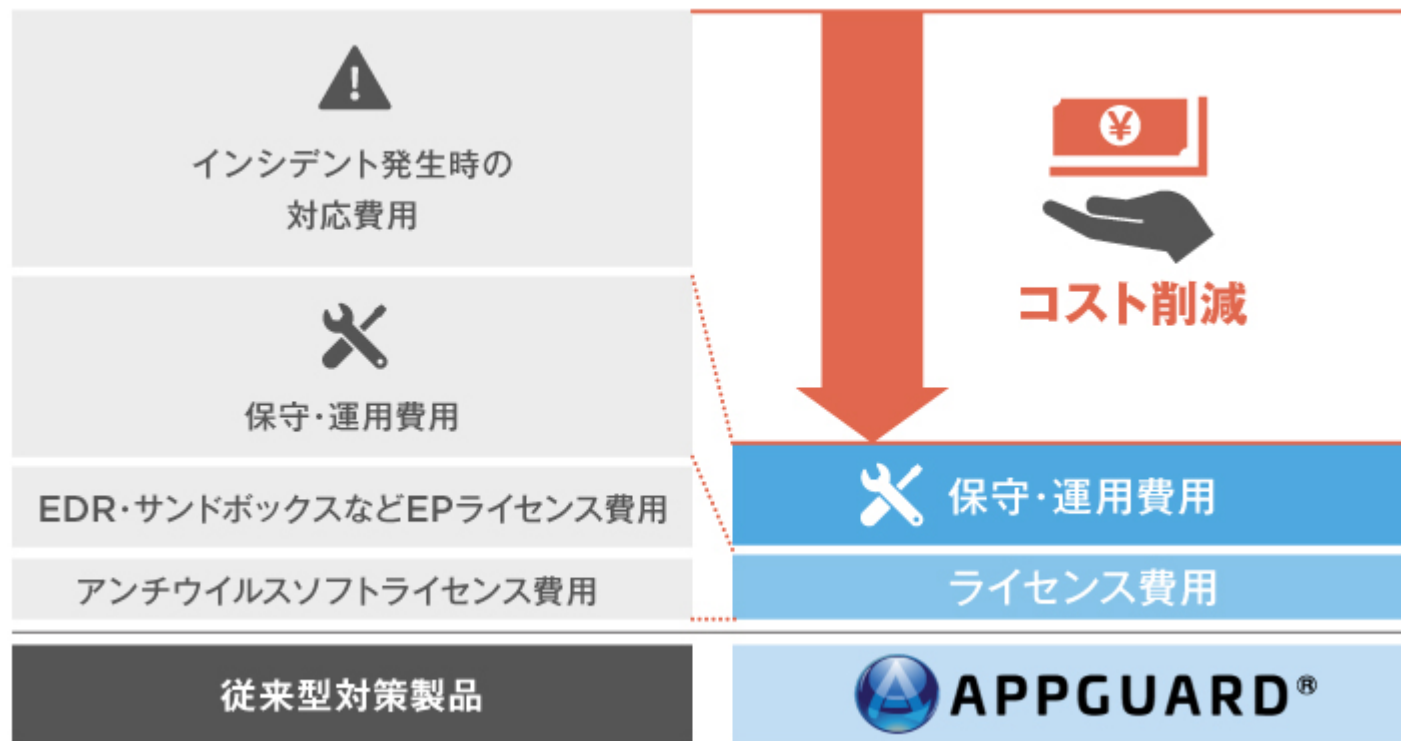 インシデント発生時の
対応費用
保守・運用費用
EDR・サンドボックスなどEPライセンス費用
アンチウイルスソフトライセンス費用
従来型対策製品
¥
コスト削減
保守・運用費用
ライセンス費用
APPGUARD®